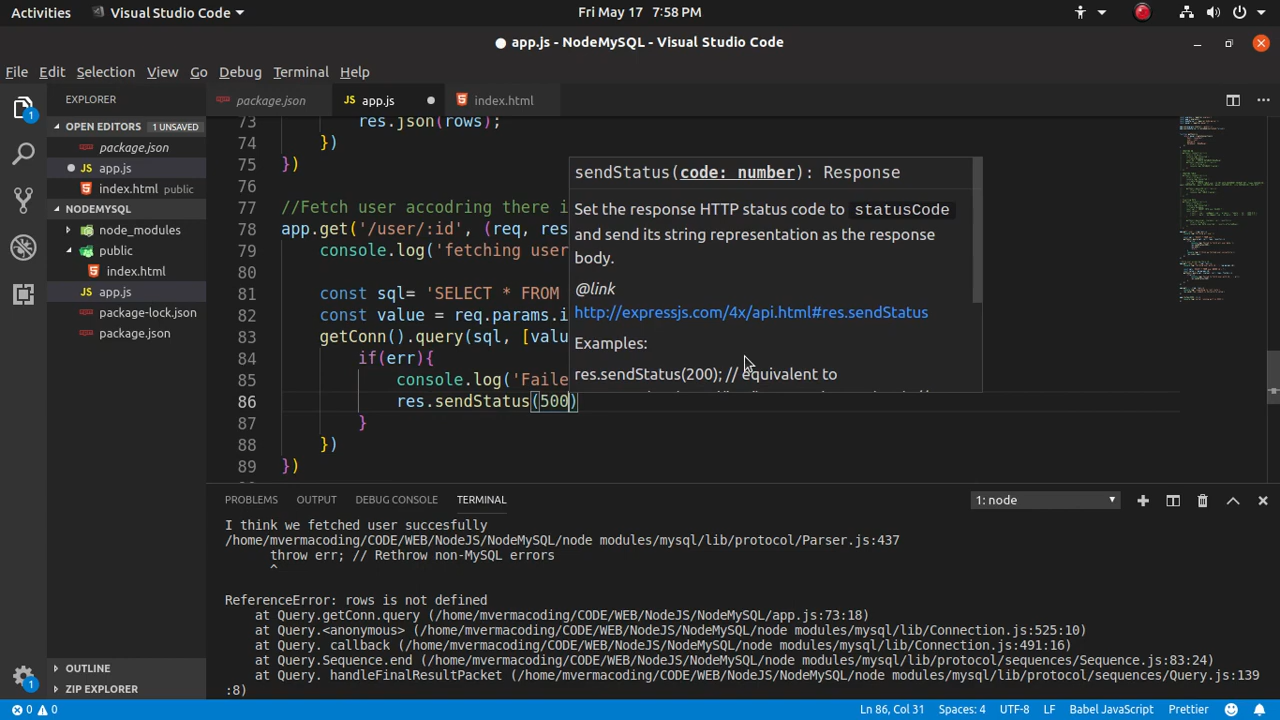 Activities Visual Studio Code Fri May 17 7:58 PM
● app.js - NodeMySQL - Visual Studio Code
File Edit Selection View Go Debug Terminal Help
EXPLORER package.json JS app.js index.html
OPEN EDITORS 1 UNSAVED
package.json
JS app.js
index.html public
NODEMYSQL
node_modules
public
index.html
JS app.js
package-lock.json
package.json
OUTLINE
ZIP EXPLORER
1
1
73 res.json(rows);
74 })
75 })
76
77 //Fetch user accodring there i
78 app.get('/user/:id', (req, res
79 console.log('fetching user
80
81 const sql= 'SELECT * FROM
82 const value = req.params.i
83 getConn().query(sql, [valu
84 if(err){
85 console.log('Faile
86 res.sendStatus(500)
87 }
88 })
89 })
sendStatus(code: number): Response
Set the response HTTP status code to statusCode
and send its string representation as the response
body.
@link
http://expressjs.com/4x/api.html#res.sendStatus
Examples:
res.sendStatus(200); // equivalent to
PROBLEMS OUTPUT DEBUG CONSOLE TERMINAL 1: node
I think we fetched user succesfully
/home/mvermacoding/CODE/WEB/NodeJS/NodeMySQL/node_modules/mysql/lib/protocol/Parser.js:437
throw err; // Rethrow non-MySQL errors
^
ReferenceError: rows is not defined
at Query.getConn.query (/home/mvermacoding/CODE/WEB/NodeJS/NodeMySQL/app.js:73:18)
at Query.<anonymous> (/home/mvermacoding/CODE/WEB/NodeJS/NodeMySQL/node_modules/mysql/lib/Connection.js:525:10)
at Query._callback (/home/mvermacoding/CODE/WEB/NodeJS/NodeMySQL/node_modules/mysql/lib/Connection.js:491:16)
at Query.Sequence.end (/home/mvermacoding/CODE/WEB/NodeJS/NodeMySQL/node_modules/mysql/lib/protocol/sequences/Sequence.js:83:24)
at Query._handleFinalResultPacket (/home/mvermacoding/CODE/WEB/NodeJS/NodeMySQL/node_modules/mysql/lib/protocol/sequences/Query.js:139
:8)
0 0 Ln 86, Col 31 Spaces: 4 UTF-8 LF Babel JavaScript Prettier